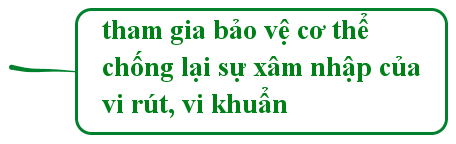 tham gia bảo vệ cơ thể
chống lại sự xâm nhập của
vi rút, vi khuẩn